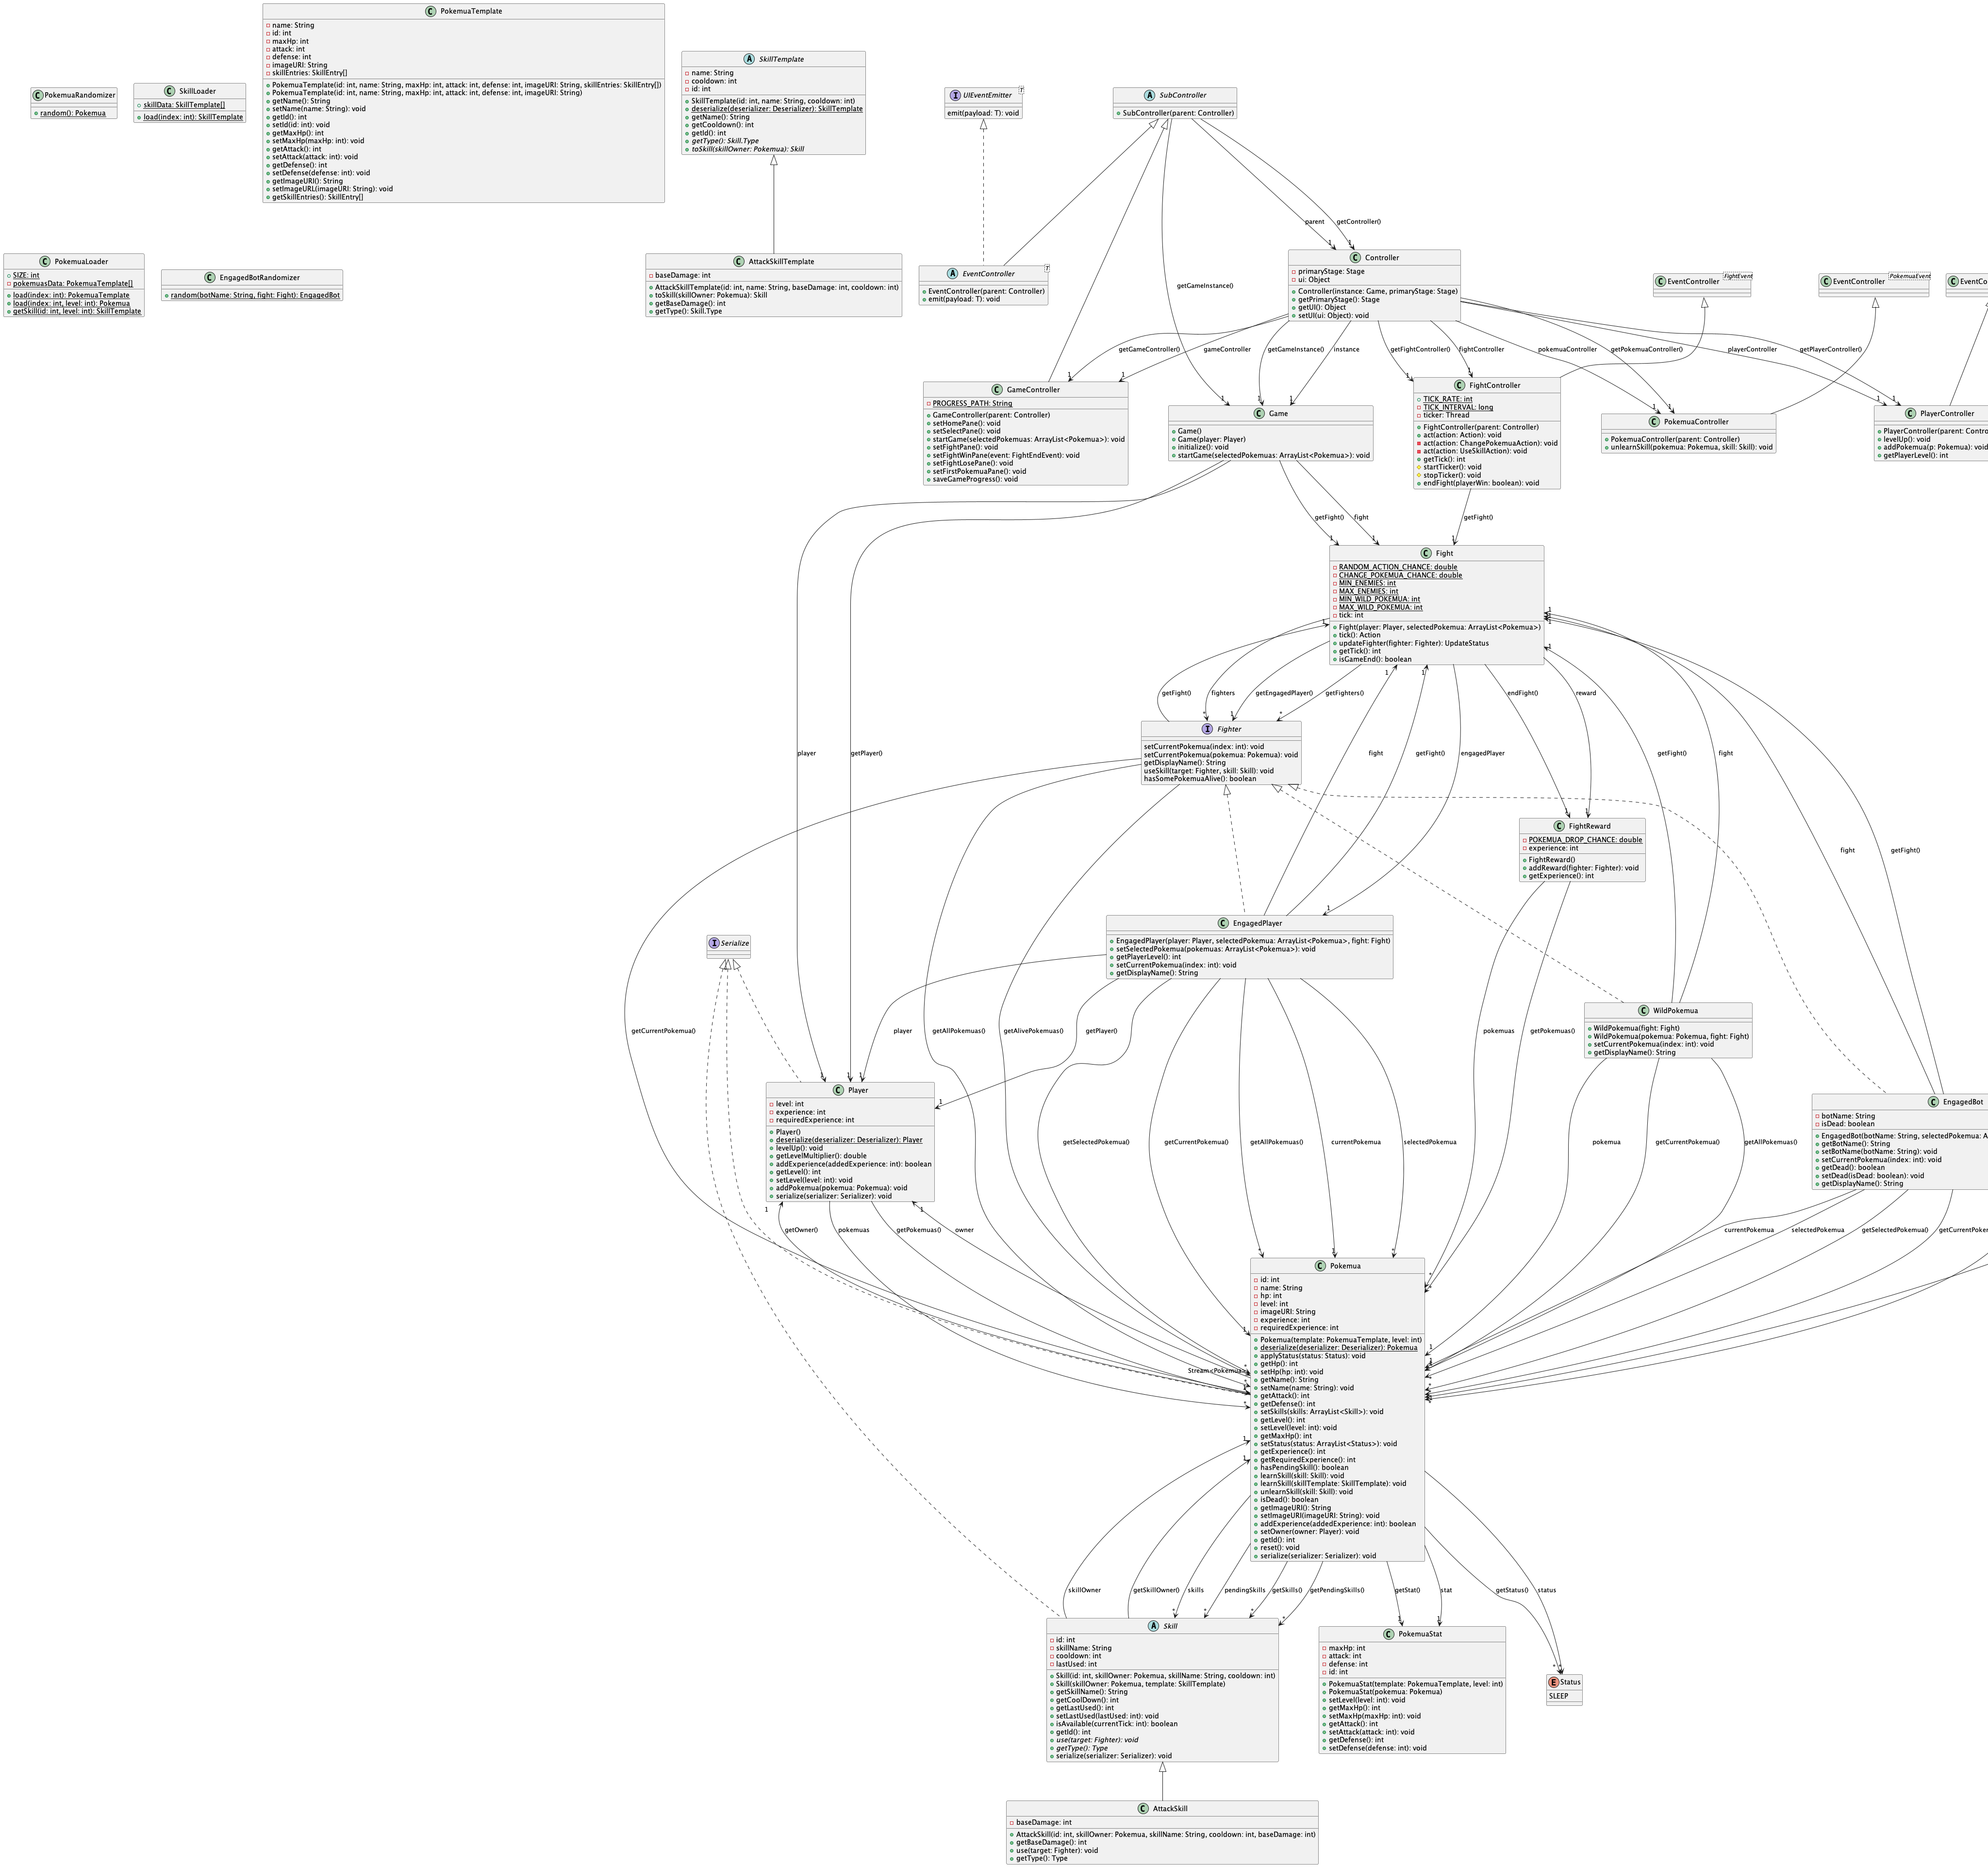 PokemuaRandomizer
random(): Pokemua
SkillLoader
skillData: SkillTemplate[]
load(index: int): SkillTemplate
PokemuaTemplate
name: String
id: int
maxHp: int
attack: int
defense: int
imageURI: String
skillEntries: SkillEntry[]
PokemuaTemplate(id: int, name: String, maxHp: int, attack: int, defense: int, imageURI: String, skillEntries: SkillEntry[])
PokemuaTemplate(id: int, name: String, maxHp: int, attack: int, defense: int, imageURI: String)
getName(): String
setName(name: String): void
getId(): int
setId(id: int): void
getMaxHp(): int
setMaxHp(maxHp: int): void
getAttack(): int
setAttack(attack: int): void
getDefense(): int
setDefense(defense: int): void
getImageURI(): String
setImageURL(imageURI: String): void
getSkillEntries(): SkillEntry[]
SkillTemplate
name: String
cooldown: int
id: int
SkillTemplate(id: int, name: String, cooldown: int)
deserialize(deserializer: Deserializer): SkillTemplate
getName(): String
getCooldown(): int
getId(): int
getType(): Skill.Type
toSkill(skillOwner: Pokemua): Skill
UIEventEmitter T
emit(payload: T): void
SubController
SubController(parent: Controller)
PokemuaLoader
SIZE: int
pokemuasData: PokemuaTemplate[]
load(index: int): PokemuaTemplate
load(index: int, level: int): Pokemua
getSkill(id: int, level: int): SkillTemplate
EngagedBotRandomizer
random(botName: String, fight: Fight): EngagedBot
AttackSkillTemplate
baseDamage: int
AttackSkillTemplate(id: int, name: String, baseDamage: int, cooldown: int)
toSkill(skillOwner: Pokemua): Skill
getBaseDamage(): int
getType(): Skill.Type
EventController T
EventController(parent: Controller)
emit(payload: T): void
getGameInstance()
parent
getController()
1
1
Controller
primaryStage: Stage
ui: Object
Controller(instance: Game, primaryStage: Stage)
getPrimaryStage(): Stage
getUI(): Object
setUI(ui: Object): void
EventController FightEvent
EventController PokemuaEvent
EventCo
getGameController()
gameController
getGameInstance()
instance
getFightController()
fightController
pokemuaController
getPokemuaController()
playerController
getPlayerController()
1
1
1
1
1
1
1
1
1
1
1
GameController
PROGRESS_PATH: String
GameController(parent: Controller)
setHomePane(): void
setSelectPane(): void
startGame(selectedPokemuas: ArrayList<Pokemua>): void
setFightPane(): void
setFightWinPane(event: FightEndEvent): void
setFightLosePane(): void
setFirstPokemuaPane(): void
saveGameProgress(): void
Game
Game()
Game(player: Player)
initialize(): void
startGame(selectedPokemuas: ArrayList<Pokemua>): void
FightController
TICK_RATE: int
TICK_INTERVAL: long
ticker: Thread
FightController(parent: Controller)
act(action: Action): void
act(action: ChangePokemuaAction): void
act(action: UseSkillAction): void
getTick(): int
startTicker(): void
stopTicker(): void
endFight(playerWin: boolean): void
PokemuaController
PokemuaController(parent: Controller)
unlearnSkill(pokemua: Pokemua, skill: Skill): void
PlayerController
PlayerController(parent: Contro
levelUp(): void
addPokemua(p: Pokemua): void
getPlayerLevel(): int
getFight()
fight
getFight()
1
1
1
Fight
RANDOM_ACTION_CHANCE: double
CHANGE_POKEMUA_CHANCE: double
MIN_ENEMIES: int
MAX_ENEMIES: int
MIN_WILD_POKEMUA: int
MAX_WILD_POKEMUA: int
tick: int
Fight(player: Player, selectedPokemua: ArrayList<Pokemua>)
tick(): Action
updateFighter(fighter: Fighter): UpdateStatus
getTick(): int
isGameEnd(): boolean
getFight()
fighters
getEngagedPlayer()
getFighters()
endFight()
reward
Fighter
setCurrentPokemua(index: int): void
setCurrentPokemua(pokemua: Pokemua): void
getDisplayName(): String
useSkill(target: Fighter, skill: Skill): void
hasSomePokemuaAlive(): boolean
player
getPlayer()
fight
getFight()
engagedPlayer
getFight()
fight
FightReward
POKEMUA_DROP_CHANCE: double
experience: int
FightReward()
addReward(fighter: Fighter): void
getExperience(): int
fight
getFight()
Serialize
EngagedPlayer
EngagedPlayer(player: Player, selectedPokemua: ArrayList<Pokemua>, fight: Fight)
setSelectedPokemua(pokemuas: ArrayList<Pokemua>): void
getPlayerLevel(): int
setCurrentPokemua(index: int): void
getDisplayName(): String
WildPokemua
WildPokemua(fight: Fight)
WildPokemua(pokemua: Pokemua, fight: Fight)
setCurrentPokemua(index: int): void
getDisplayName(): String
getCurrentPokemua()
player
getAllPokemuas()
getAlivePokemuas()
getPlayer()
pokemuas
getPokemuas()
Player
level: int
experience: int
requiredExperience: int
Player()
deserialize(deserializer: Deserializer): Player
levelUp(): void
getLevelMultiplier(): double
addExperience(addedExperience: int): boolean
getLevel(): int
setLevel(level: int): void
addPokemua(pokemua: Pokemua): void
serialize(serializer: Serializer): void
getSelectedPokemua()
getCurrentPokemua()
getAllPokemuas()
currentPokemua
selectedPokemua
pokemua
getCurrentPokemua()
getAllPokemuas()
EngagedBot
botName: String
isDead: boolean
EngagedBot(botName: String, selectedPokemua: A
getBotName(): String
setBotName(botName: String): void
setCurrentPokemua(index: int): void
getDead(): boolean
setDead(isDead: boolean): void
getDisplayName(): String
getOwner()
pokemuas
getPokemuas()
owner
currentPokemua
selectedPokemua
getSelectedPokemua()
getCurrentPokem
Stream<Pokemua>
Pokemua
id: int
name: String
hp: int
level: int
imageURI: String
experience: int
requiredExperience: int
Pokemua(template: PokemuaTemplate, level: int)
deserialize(deserializer: Deserializer): Pokemua
applyStatus(status: Status): void
getHp(): int
setHp(hp: int): void
getName(): String
setName(name: String): void
getAttack(): int
getDefense(): int
setSkills(skills: ArrayList<Skill>): void
getLevel(): int
setLevel(level: int): void
getMaxHp(): int
setStatus(status: ArrayList<Status>): void
getExperience(): int
getRequiredExperience(): int
hasPendingSkill(): boolean
learnSkill(skill: Skill): void
learnSkill(skillTemplate: SkillTemplate): void
unlearnSkill(skill: Skill): void
isDead(): boolean
getImageURI(): String
setImageURI(imageURI: String): void
addExperience(addedExperience: int): boolean
setOwner(owner: Player): void
getId(): int
reset(): void
serialize(serializer: Serializer): void
skillOwner
getSkillOwner()
skills
pendingSkills
getSkills()
getPendingSkills()
getStat()
stat
getStatus()
status
Skill
id: int
skillName: String
cooldown: int
lastUsed: int
Skill(id: int, skillOwner: Pokemua, skillName: String, cooldown: int)
Skill(skillOwner: Pokemua, template: SkillTemplate)
getSkillName(): String
getCoolDown(): int
getLastUsed(): int
setLastUsed(lastUsed: int): void
isAvailable(currentTick: int): boolean
getId(): int
use(target: Fighter): void
getType(): Type
serialize(serializer: Serializer): void
PokemuaStat
maxHp: int
attack: int
defense: int
id: int
PokemuaStat(template: PokemuaTemplate, level: int)
PokemuaStat(pokemua: Pokemua)
setLevel(level: int): void
getMaxHp(): int
setMaxHp(maxHp: int): void
getAttack(): int
setAttack(attack: int): void
getDefense(): int
setDefense(defense: int): void
Status
SLEEP
AttackSkill
baseDamage: int
AttackSkill(id: int, skillOwner: Pokemua, skillName: String, cooldown: int, baseDamage: int)
getBaseDamage(): int
use(target: Fighter): void
getType(): Type